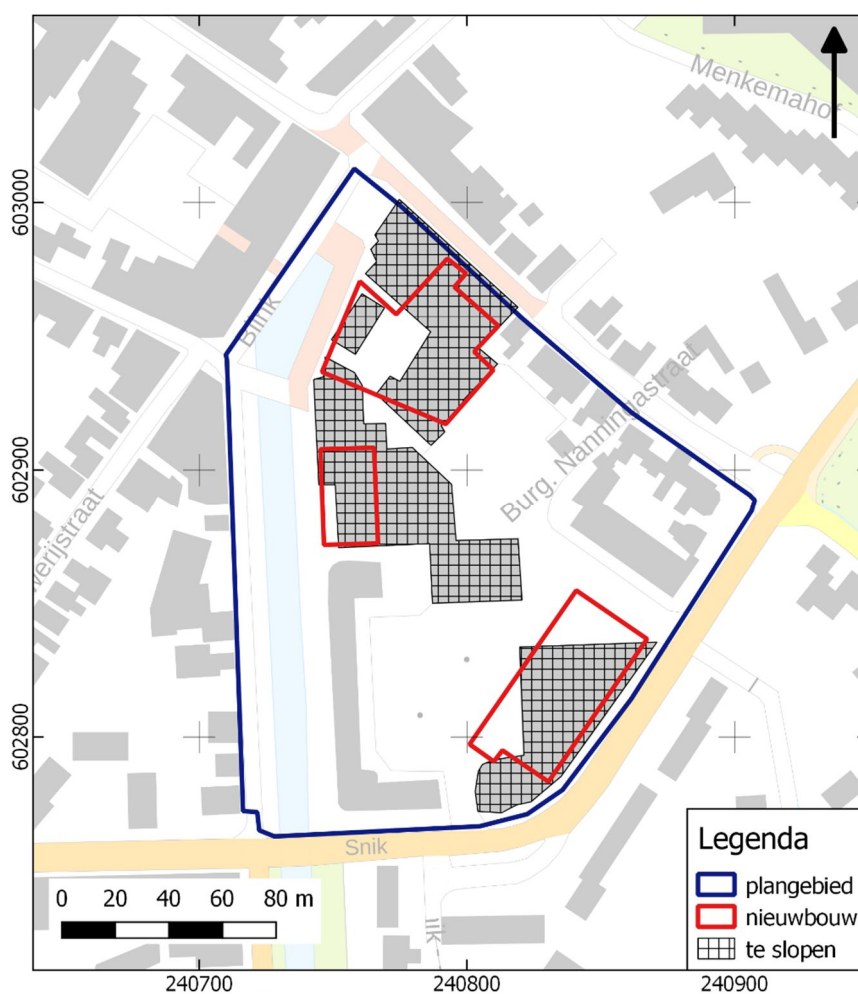 Menkemahof
603000
Blink
Burg. Nanningastraat
602900
werijstraat
602800
Snik
Legenda
plangebied
nieuwbouw
te slopen
0 20 40 60 80 m
240700 240800 240900